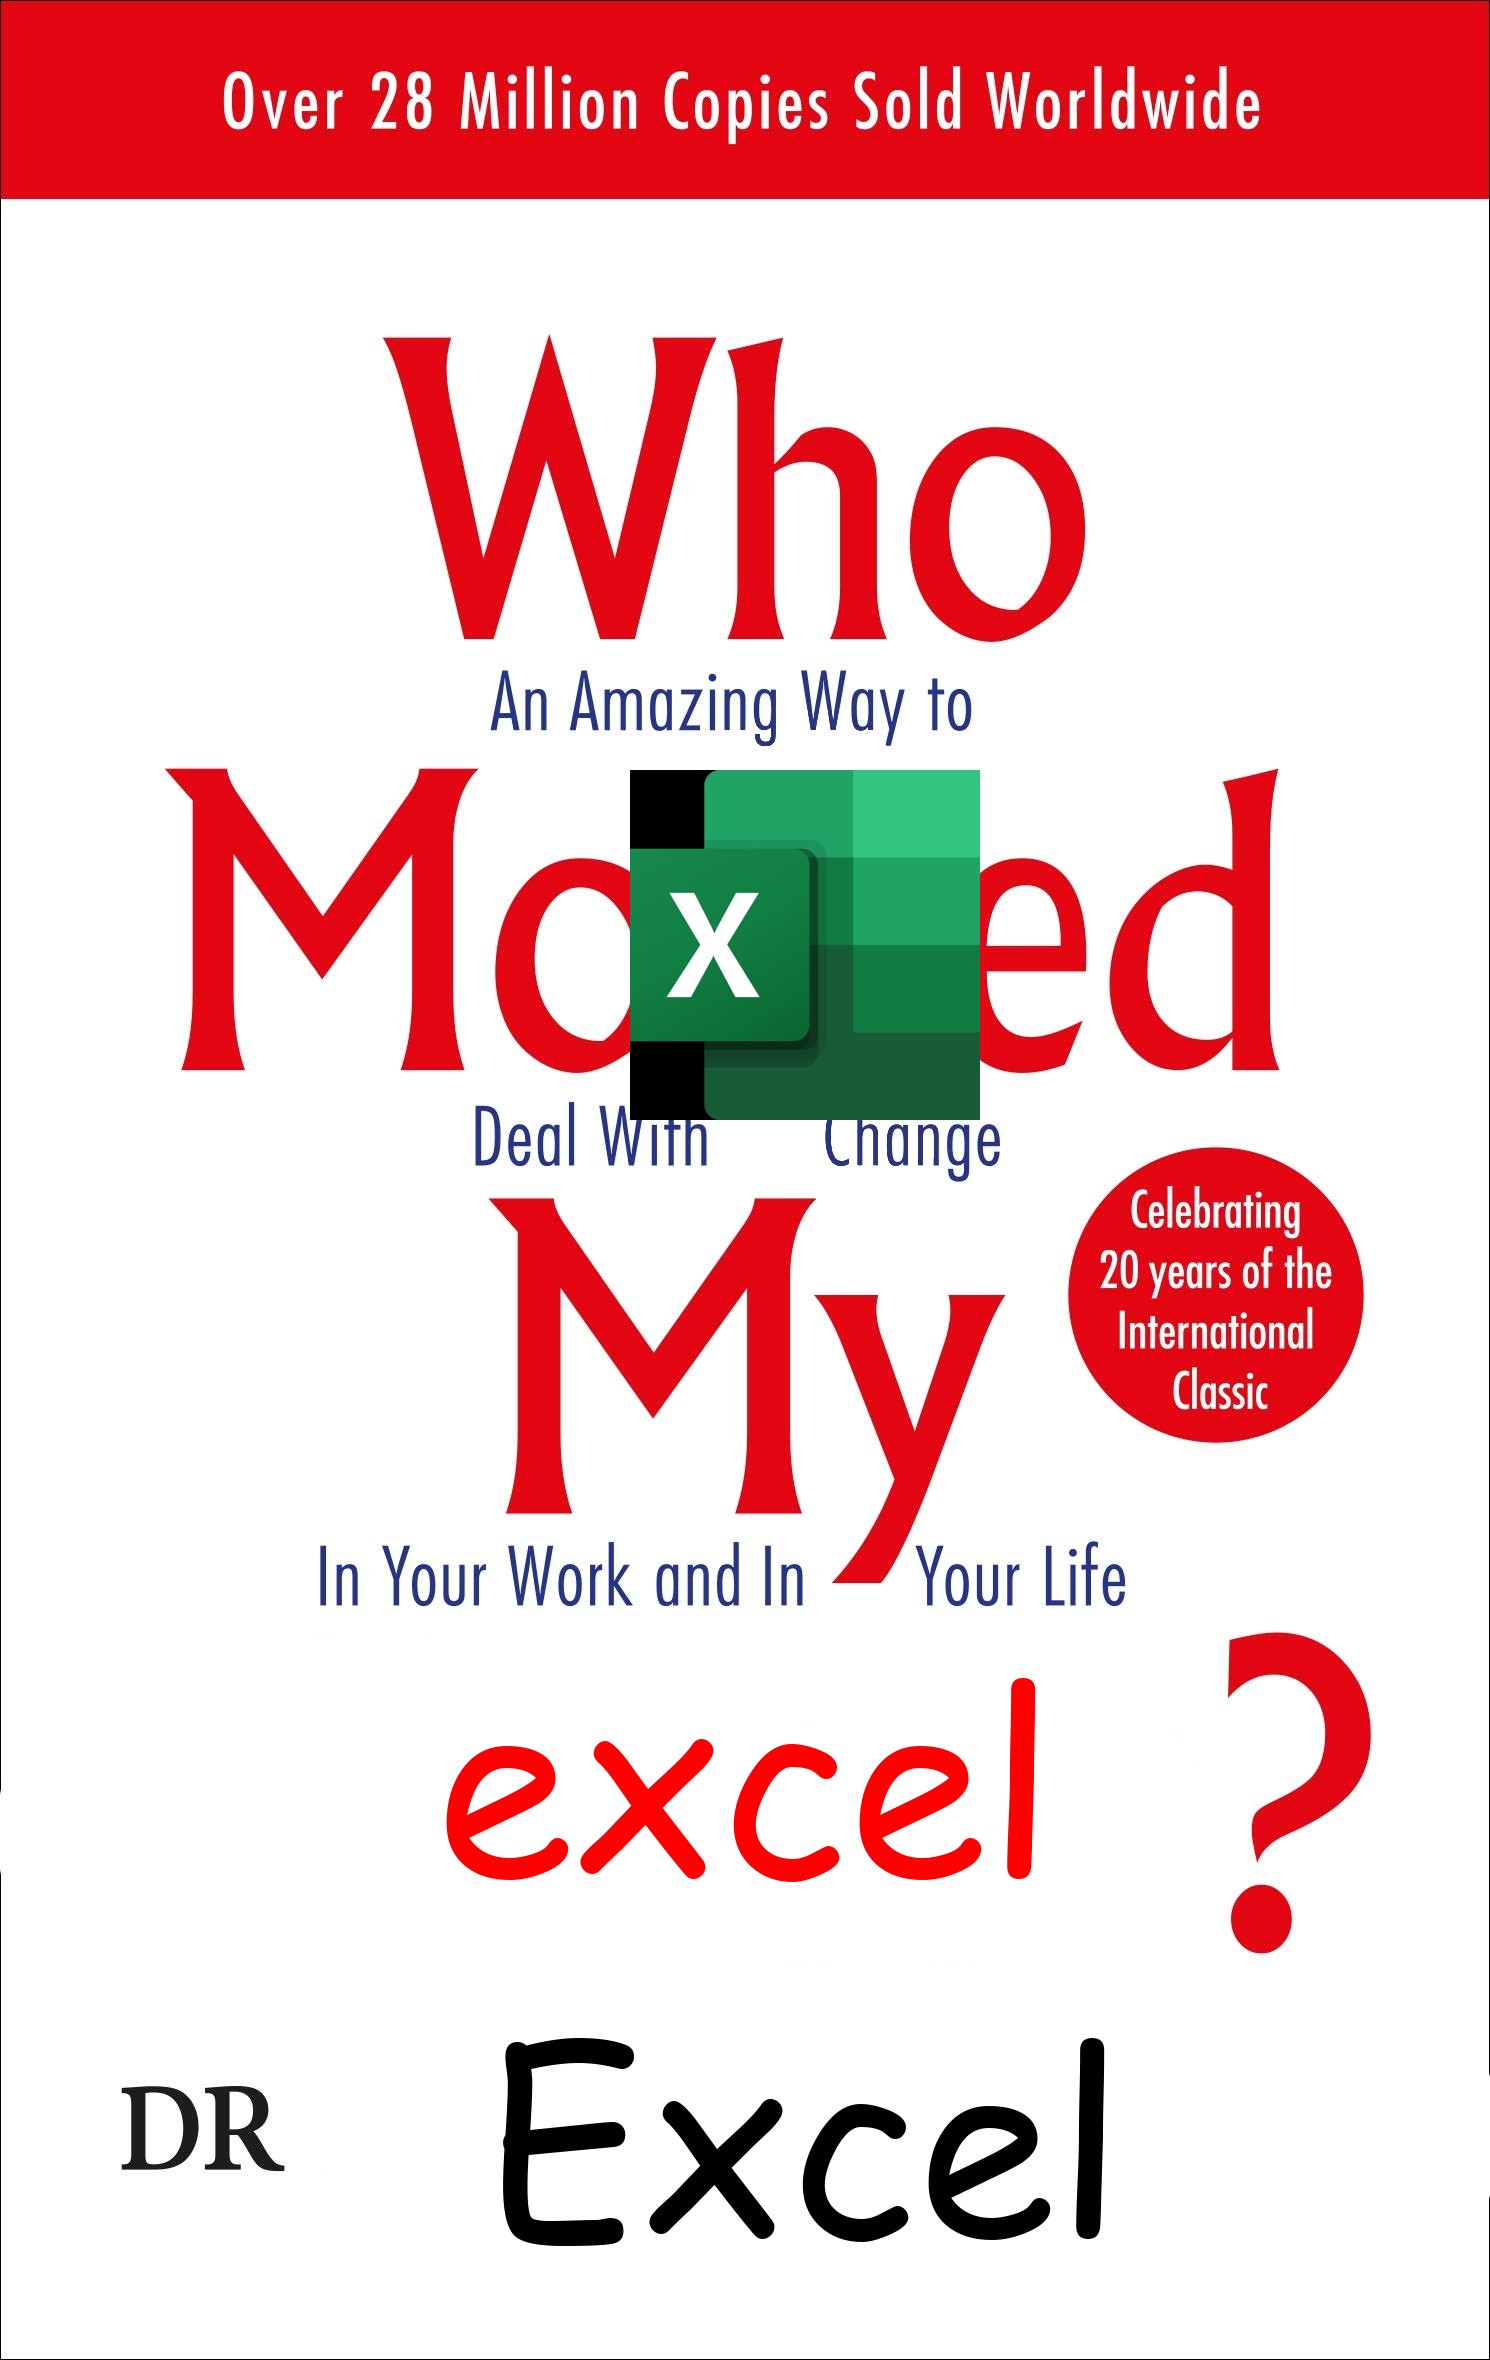 Over 28 Million Copies Sold Worldwide
Who
An Amazing Way to
Mo ed
X
Deal With Change
My
Celebrating
20 years of the
International
Classic
In Your Work and In Your Life
excel ?
DR Excel